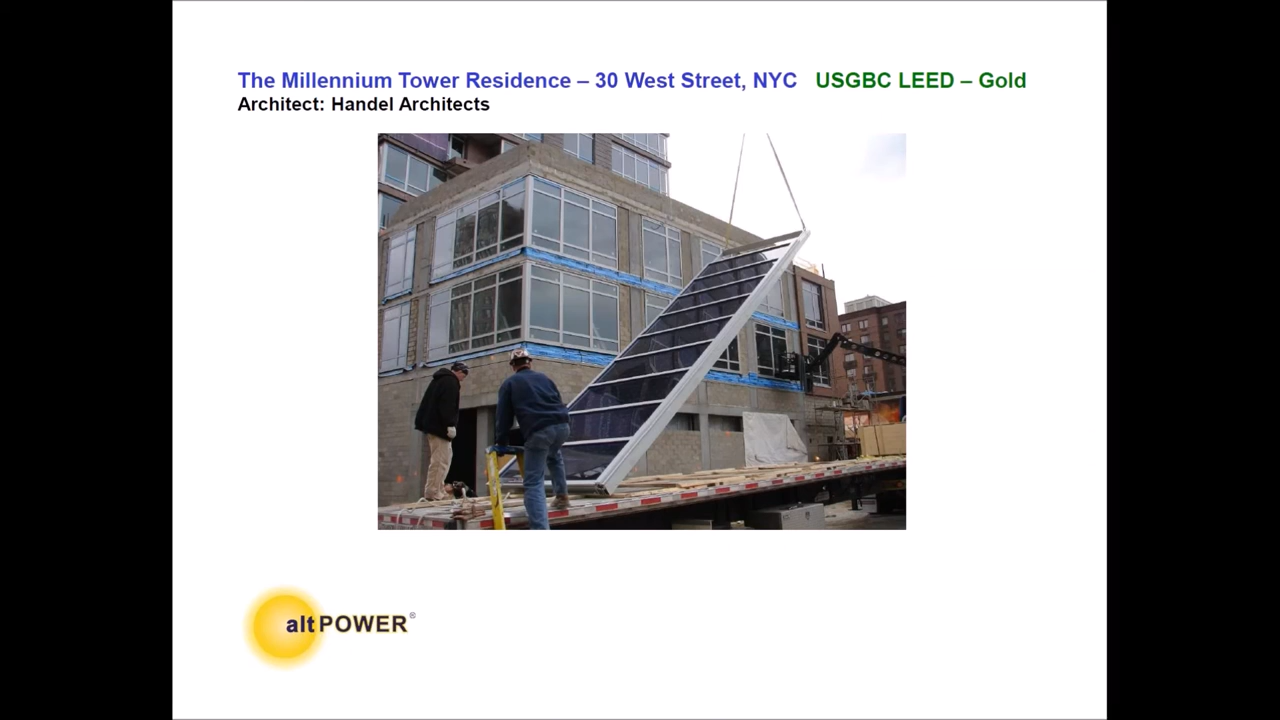 The Millennium Tower Residence – 30 West Street, NYC USGBC LEED – Gold
Architect: Handel Architects
altPOWER®